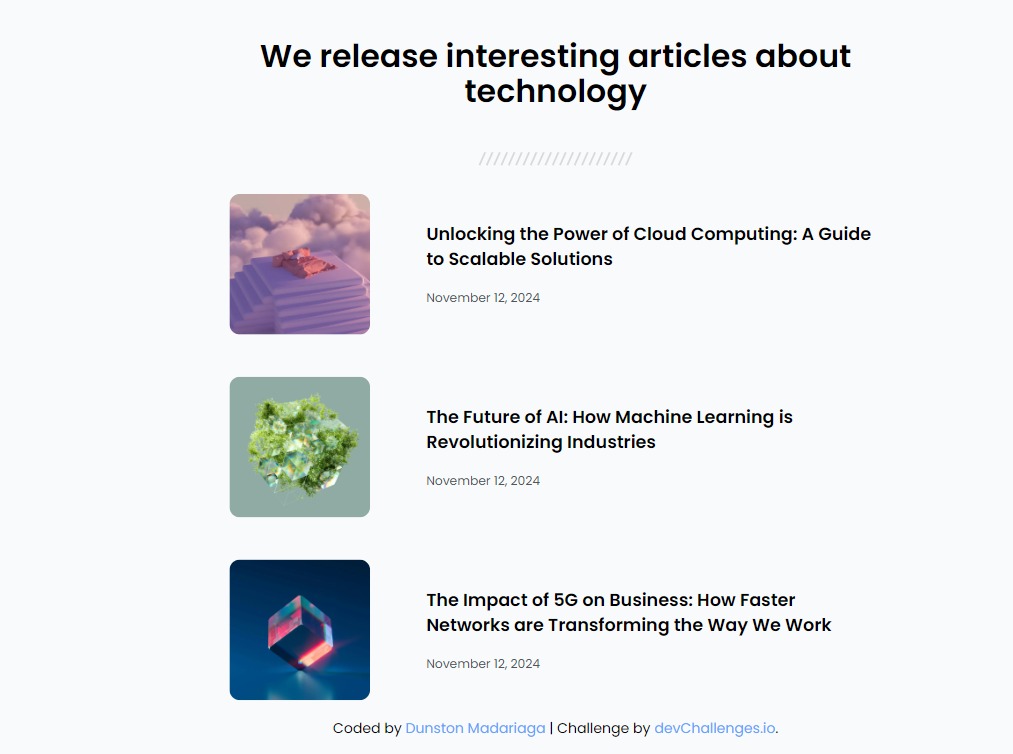 We release interesting articles about
technology
Unlocking the Power of Cloud Computing: A Guide
to Scalable Solutions
November 12, 2024
The Future of AI: How Machine Learning is
Revolutionizing Industries
November 12, 2024
The Impact of 5G on Business: How Faster
Networks are Transforming the Way We Work
November 12, 2024
Coded by Dunston Madariaga | Challenge by devChallenges.io.